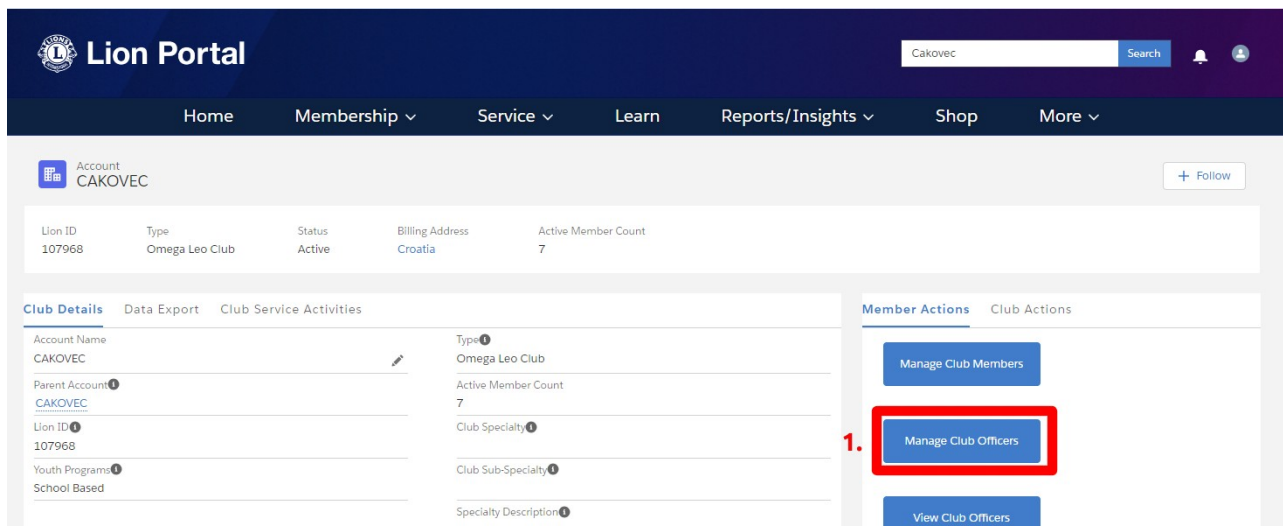 Lion Portal
Cakovec
Search
Home Membership Service Learn Reports/Insights Shop More
Account
CAKOVEC
+ Follow
Lion ID Type Status Billing Address Active Member Count
107968 Omega Leo Club Active Croatia 7
Club Details Data Export Club Service Activities
Account Name
CAKOVEC
Parent Account
CAKOVEC
Lion ID
107968
Youth Programs
School Based
Type
Omega Leo Club
Active Member Count
7
Club Specialty
Club Sub-Specialty
Specialty Description
Member Actions Club Actions
Manage Club Members
1. Manage Club Officers
View Club Officers